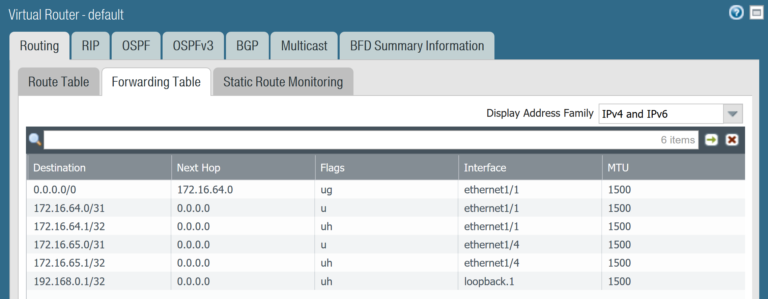 Virtual Router - default
Routing RIP OSPF OSPFv3 BGP Multicast BFD Summary Information
Route Table Forwarding Table Static Route Monitoring
Display Address Family IPv4 and IPv6
6 items
Destination Next Hop Flags Interface MTU
0.0.0.0/0 172.16.64.0 ug ethernet1/1 1500
172.16.64.0/31 0.0.0.0 u ethernet1/1 1500
172.16.64.1/32 0.0.0.0 uh ethernet1/1 1500
172.16.65.0/31 0.0.0.0 u ethernet1/4 1500
172.16.65.1/32 0.0.0.0 uh ethernet1/4 1500
192.168.0.1/32 0.0.0.0 uh loopback.1 1500